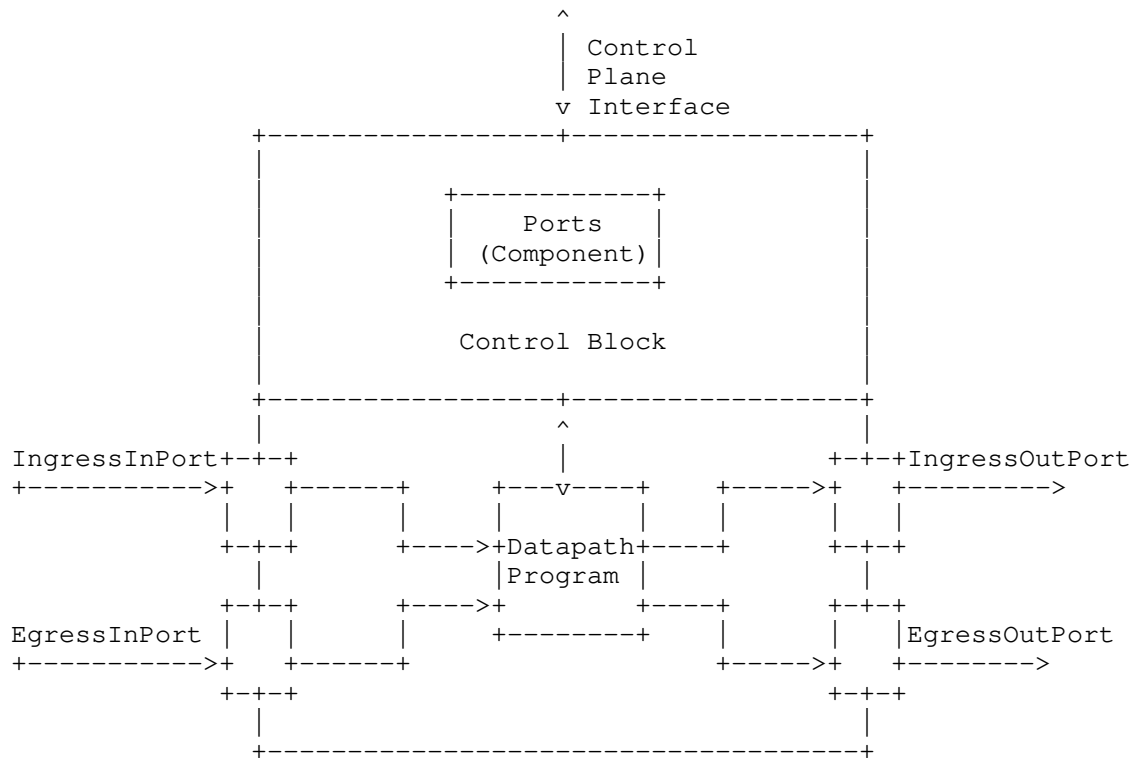 Control
Plane
Interface
Ports
(Component)
Control Block
IngressInPort
IngressOutPort
Datapath
Program
EgressInPort
EgressOutPort